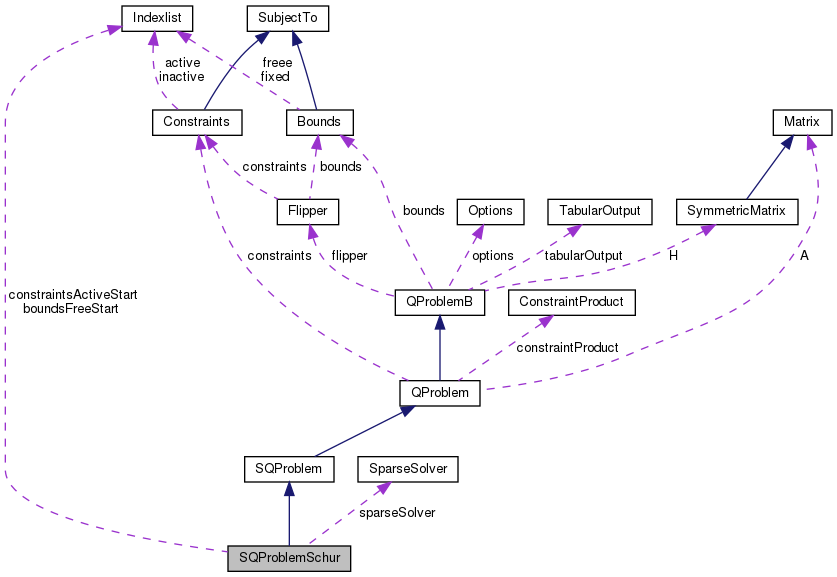 Indexlist
SubjectTo
active
inactive
freee
fixed
Constraints
Bounds
Matrix
constraints
bounds
Flipper
bounds
Options
TabularOutput
SymmetricMatrix
constraints
flipper
options
tabularOutput
H
A
constraintsActiveStart
boundsFreeStart
QProblemB
ConstraintProduct
constraintProduct
QProblem
SQProblem
SparseSolver
sparseSolver
SQProblemSchur